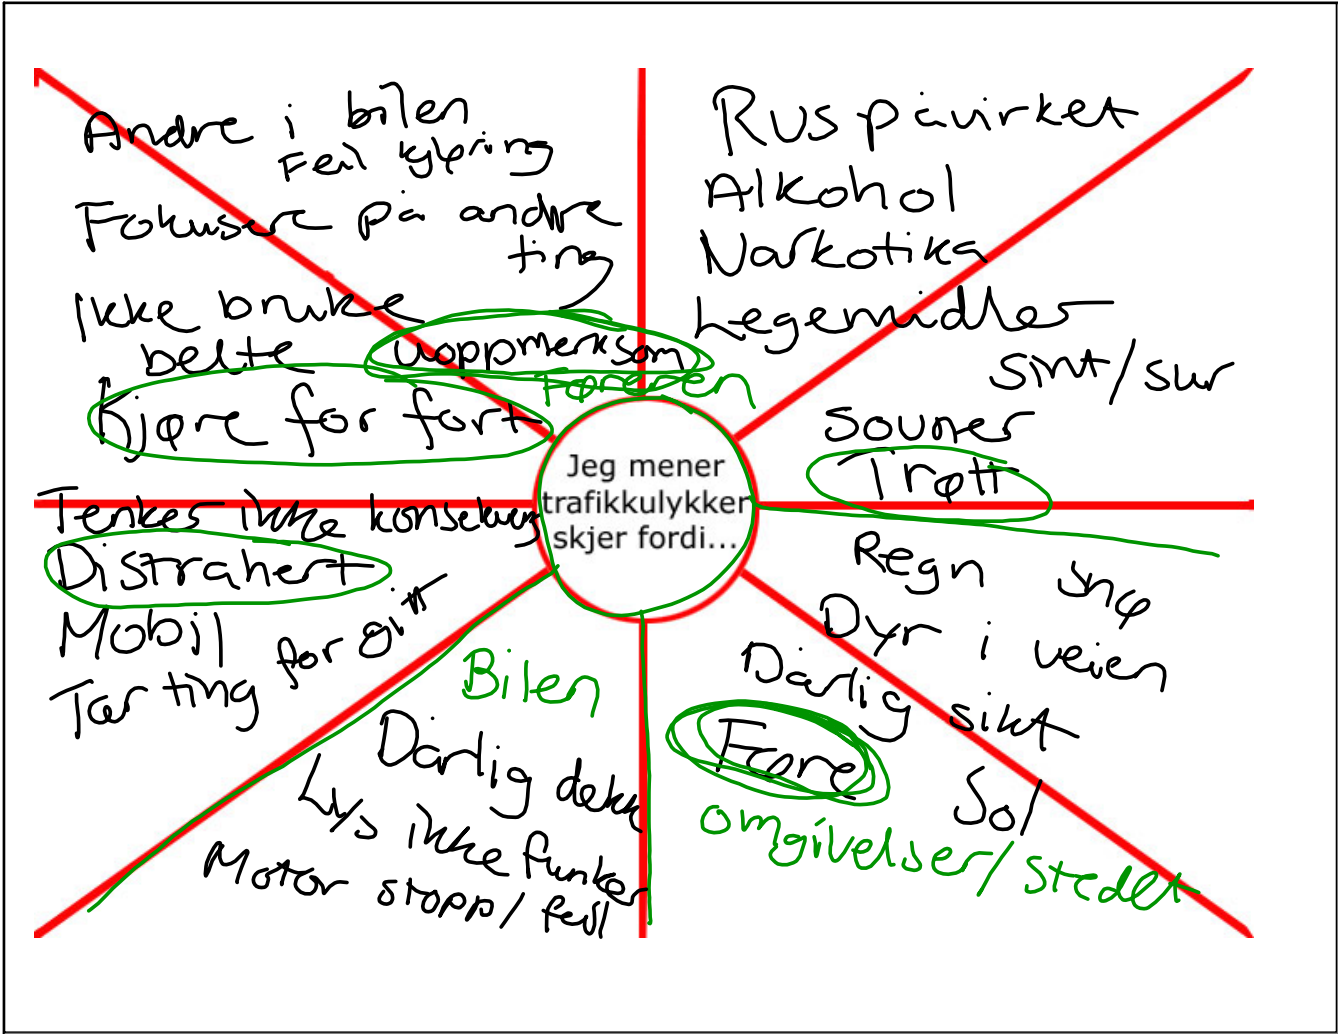 Andre i bilen
Feil kjøring
Fokusere på andre
ting
Ikke bruke
belte
uoppmerksom
Føreren
Kjøre for fort
Ruspåvirket
Alkohol
Narkotika
Legemidler
sint/sur
Sovner
Trøtt
Jeg mener
trafikkulykker
skjer fordi...
Tenker ikke konsekvens
Distrahert
Mobil
Tar ting for gitt
Regn snø
Dyr i veien
Dårlig sikt
Føre
Sol
omgivelser/stedet
Bilen
Dårlig dekk
Lys ikke funker
Motor stopp/feil